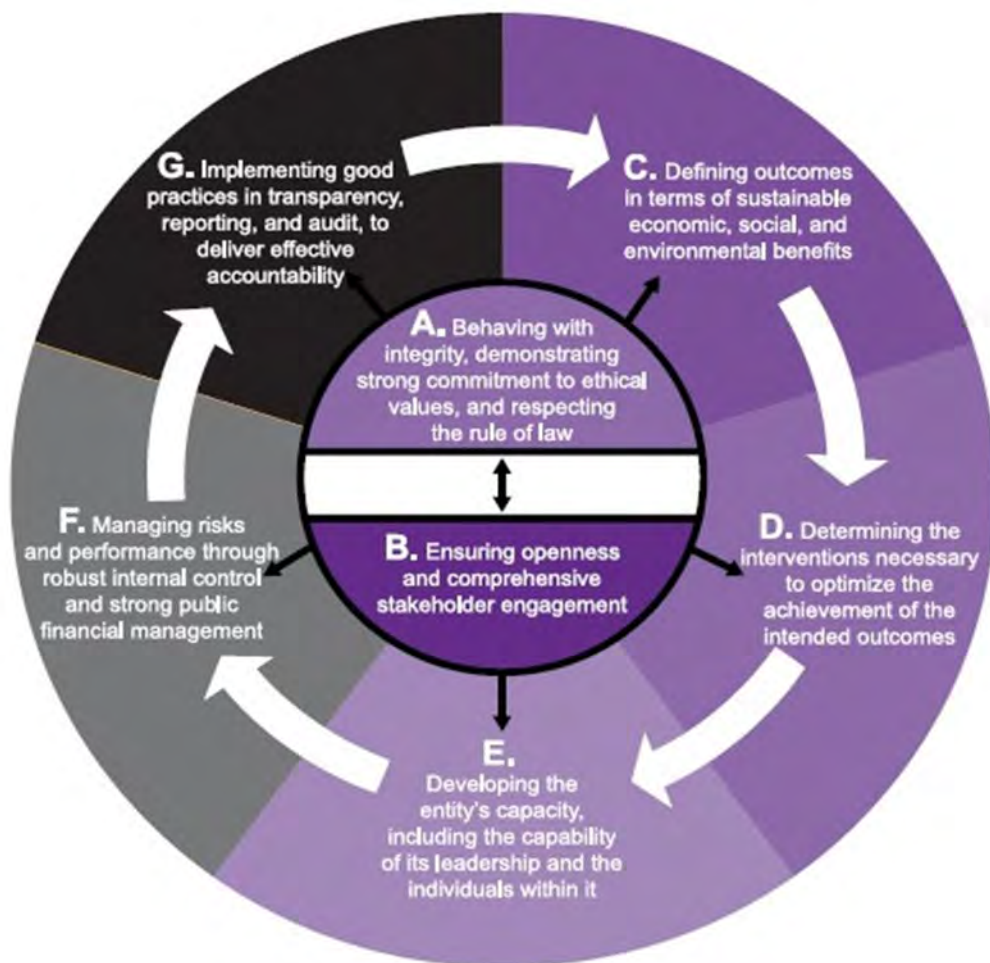 G. Implementing good
practices in transparency,
reporting, and audit, to
deliver effective
accountability
C. Defining outcomes
in terms of sustainable
economic, social, and
environmental benefits
A. Behaving with
integrity, demonstrating
strong commitment to ethical
values, and respecting
the rule of law
B. Ensuring openness
and comprehensive
stakeholder engagement
D. Determining the
interventions necessary
to optimize the
achievement of the
intended outcomes
E.
Developing the
entity's capacity,
including the capability
of its leadership and the
individuals within it
F. Managing risks
and performance through
robust internal control
and strong public
financial management